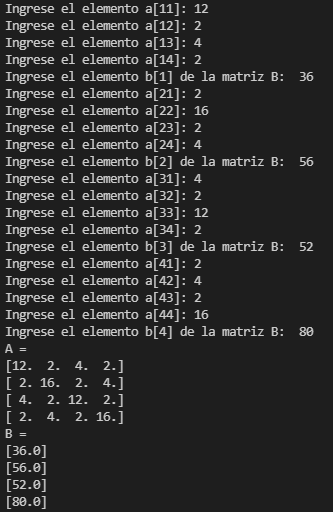 Ingrese el elemento a[11]: 12
Ingrese el elemento a[12]: 2
Ingrese el elemento a[13]: 4
Ingrese el elemento a[14]: 2
Ingrese el elemento b[1] de la matriz B:  36
Ingrese el elemento a[21]: 2
Ingrese el elemento a[22]: 16
Ingrese el elemento a[23]: 2
Ingrese el elemento a[24]: 4
Ingrese el elemento b[2] de la matriz B:  56
Ingrese el elemento a[31]: 4
Ingrese el elemento a[32]: 2
Ingrese el elemento a[33]: 12
Ingrese el elemento a[34]: 2
Ingrese el elemento b[3] de la matriz B:  52
Ingrese el elemento a[41]: 2
Ingrese el elemento a[42]: 4
Ingrese el elemento a[43]: 2
Ingrese el elemento a[44]: 16
Ingrese el elemento b[4] de la matriz B:  80
A =
[12.  2.  4.  2.]
[ 2. 16.  2.  4.]
[ 4.  2. 12.  2.]
[ 2.  4.  2. 16.]
B =
[36.0]
[56.0]
[52.0]
[80.0]